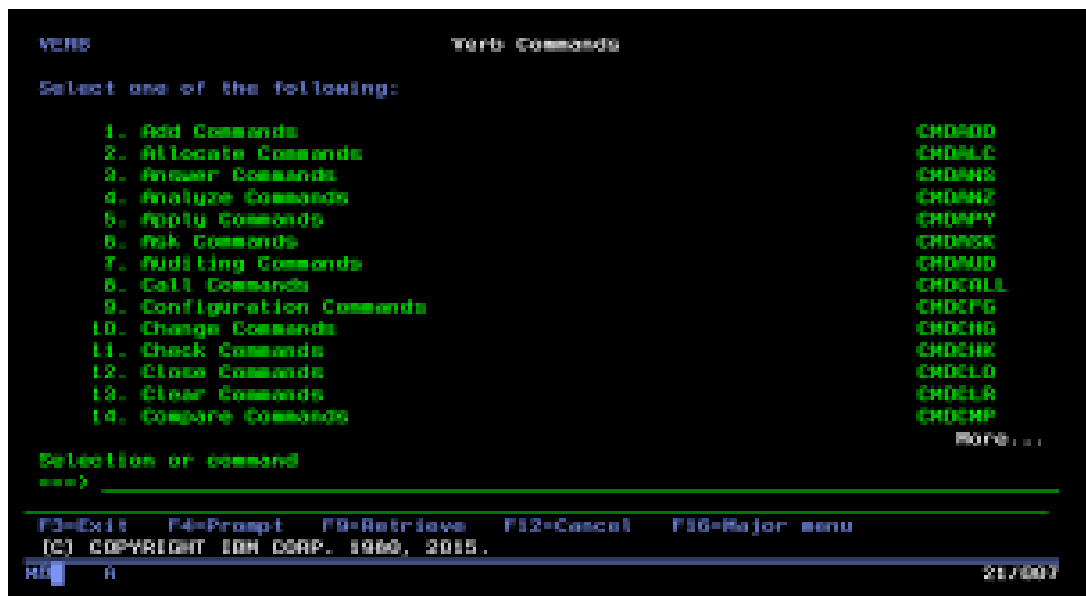 VERB Verb Commands
Select one of the following:
1. Add Commands CMDADD
2. Allocate Commands CMDALC
3. Answer Commands CMDANS
4. Analyze Commands CMDANZ
5. Apply Commands CMDAPY
6. Ask Commands CMDASK
7. Auditing Commands CMDAUD
8. Call Commands CMDCALL
9. Configuration Commands CMDCFG
10. Change Commands CMDCHG
11. Check Commands CMDCHK
12. Close Commands CMDCLO
13. Clear Commands CMDCLR
14. Compare Commands CMDCMP
More...
Selection or command
===>
F3=Exit F4=Prompt F9=Retrieve F12=Cancel F16=Major menu
(C) COPYRIGHT IBM CORP. 1980, 2015.
A 21/007